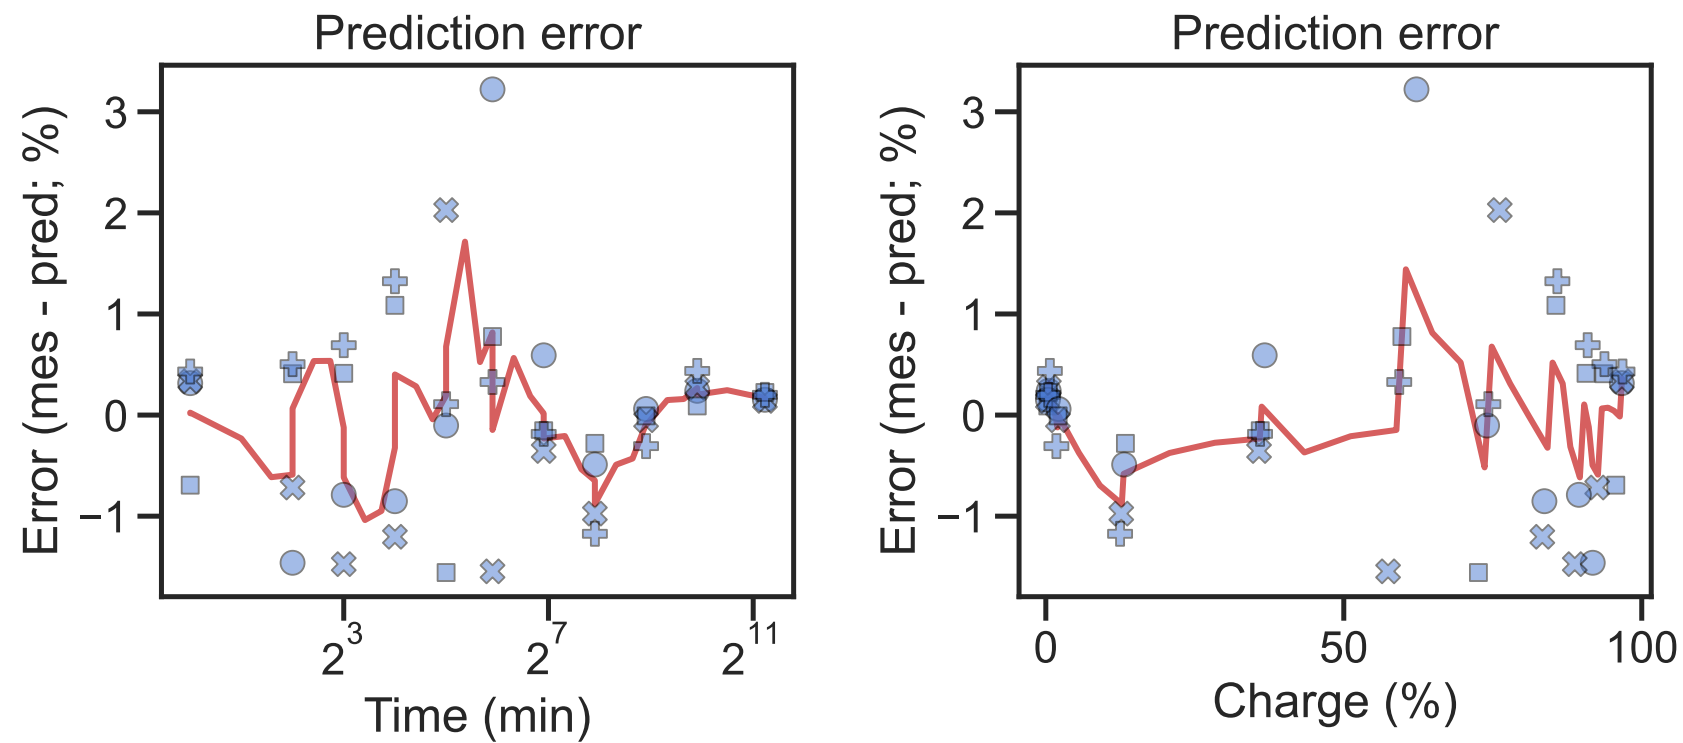 Prediction error
Error (mes - pred; %)
3
2
1
0
−1
2^3
2^7
2^11
Time (min)
Prediction error
Error (mes - pred; %)
3
2
1
0
−1
0
50
100
Charge (%)